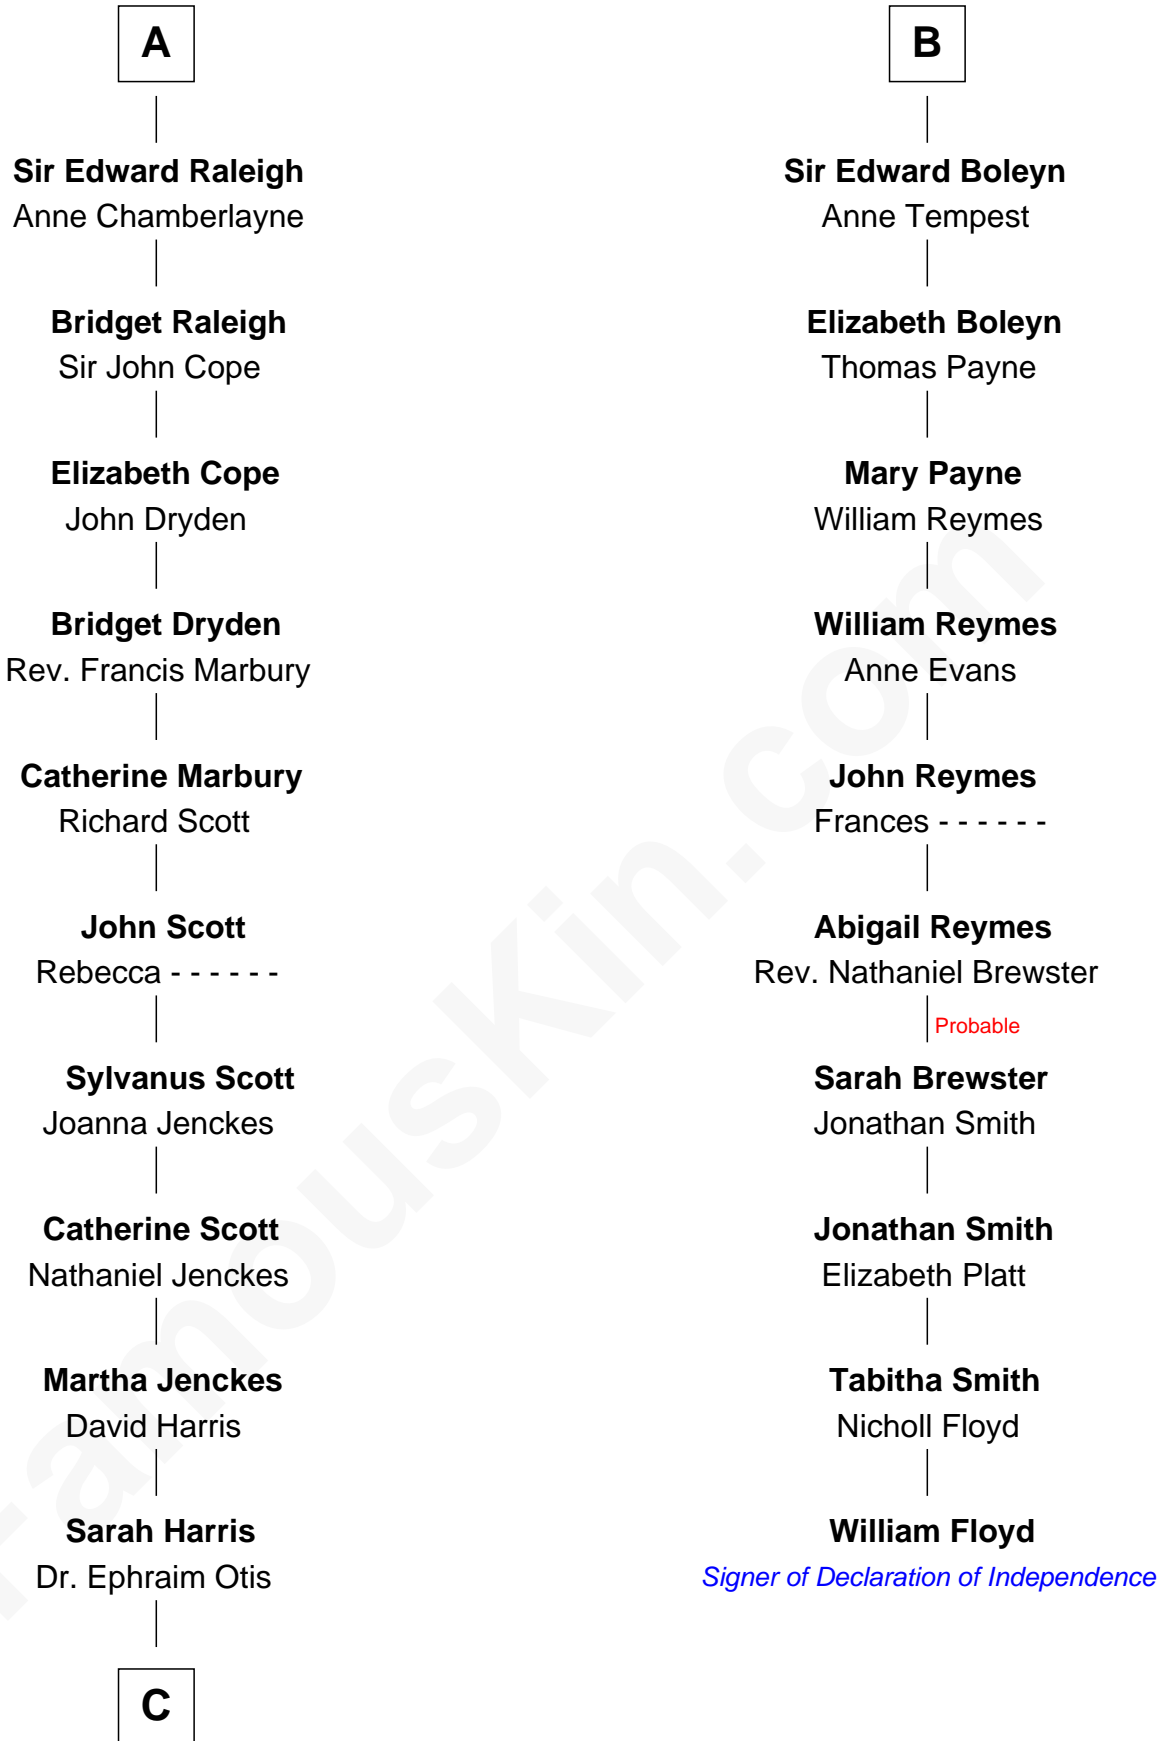 A
Sir Edward Raleigh
Anne Chamberlayne
Bridget Raleigh
Sir John Cope
Elizabeth Cope
John Dryden
Bridget Dryden
Rev. Francis Marbury
Catherine Marbury
Richard Scott
John Scott
Rebecca - - - - - -
Sylvanus Scott
Joanna Jenckes
Catherine Scott
Nathaniel Jenckes
Martha Jenckes
David Harris
Sarah Harris
Dr. Ephraim Otis
C
B
Sir Edward Boleyn
Anne Tempest
Elizabeth Boleyn
Thomas Payne
Mary Payne
William Reymes
William Reymes
Anne Evans
John Reymes
Frances - - - - - -
Abigail Reymes
Rev. Nathaniel Brewster
Probable
Sarah Brewster
Jonathan Smith
Jonathan Smith
Elizabeth Platt
Tabitha Smith
Nicholl Floyd
William Floyd
Signer of Declaration of Independence
FamousKin.com